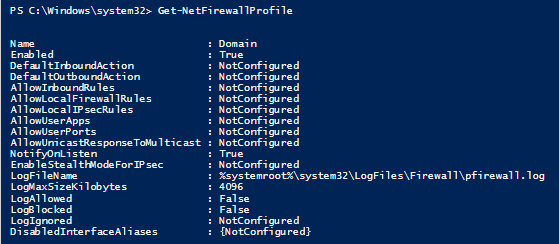 PS C:\Windows\system32> Get-NetFirewallProfile
Name : Domain
Enabled : True
DefaultInboundAction : NotConfigured
DefaultOutboundAction : NotConfigured
AllowInboundRules : NotConfigured
AllowLocalFirewallRules : NotConfigured
AllowLocalIPsecRules : NotConfigured
AllowUserApps : NotConfigured
AllowUserPorts : NotConfigured
AllowUnicastResponseToMulticast : NotConfigured
NotifyOnListen : True
EnableStealthModeForIPsec : NotConfigured
LogFileName : %systemroot%\system32\LogFiles\Firewall\pfirewall.log
LogMaxSizeKilobytes : 4096
LogAllowed : False
LogBlocked : False
LogIgnored : NotConfigured
DisabledInterfaceAliases : {NotConfigured}